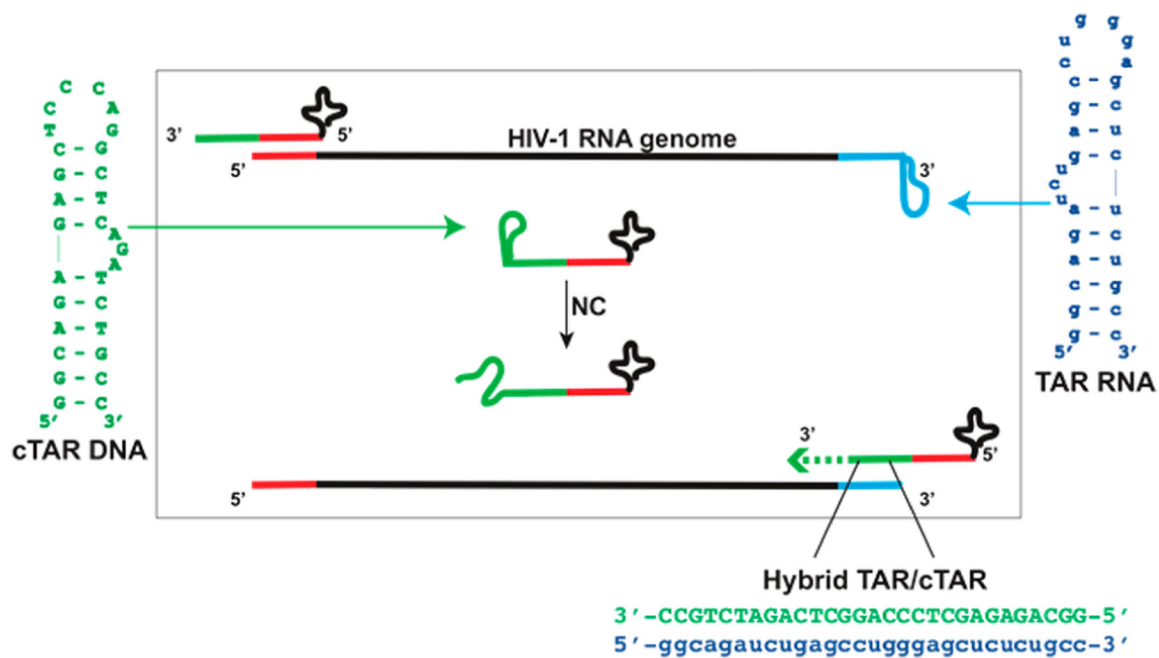 C C
C A
T G
C - G
G - C
A - T
G - C
A
G
A
A - T
G - C
A - T
C - G
G - C
G - C
5′ 3′
cTAR DNA
3’
5’
HIV-1 RNA genome
5’
3’
NC
3’
5’
5’
3’
g g
u g
c a
c - g
g - c
a - u
g - c
u
c
u
a - u
g - c
a - u
c - g
g - c
g - c
5′ 3′
TAR RNA
Hybrid TAR/cTAR
3′-CCGTCTAGACTCGGACCCTCGAGAGACGG-5′
5′-ggcagaucugagccugggagcucucugcc-3′